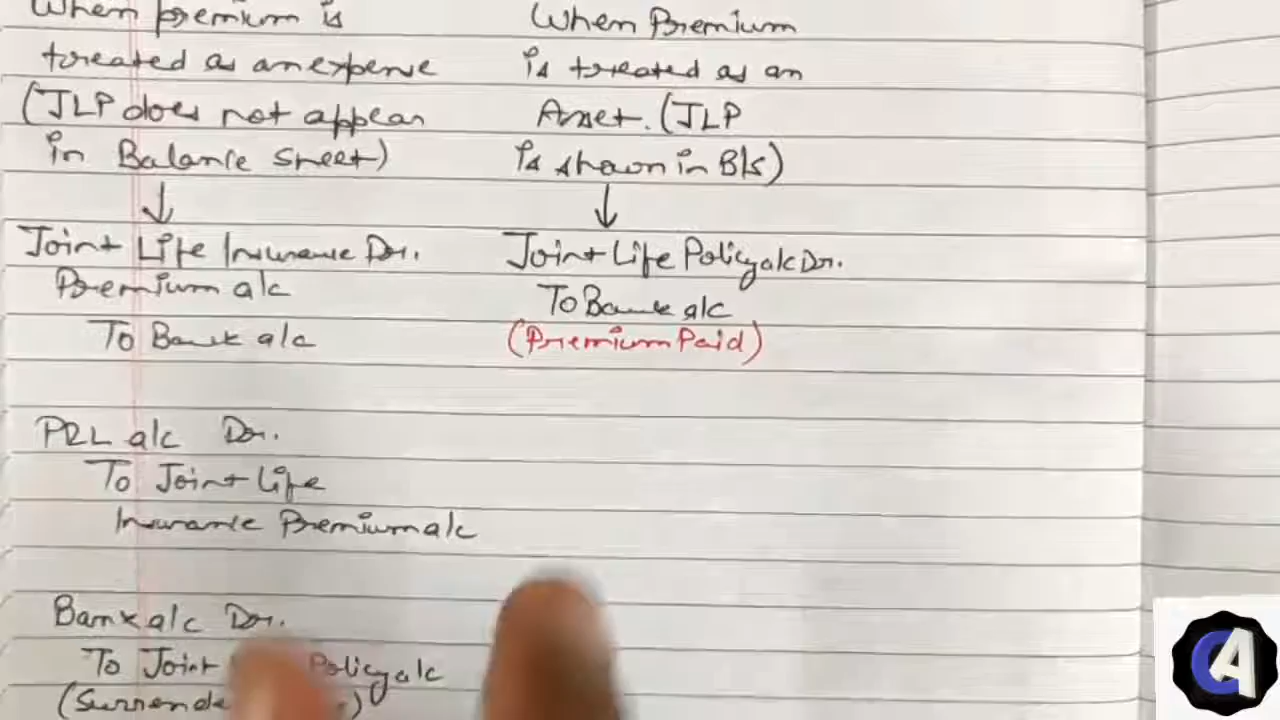 When premium is
treated as an expense
(JLP does not appear
in Balance Sheet)
↓
Joint Life Insurance Dr.
Premium a/c
To Bank a/c
P&L a/c Dr.
To Joint Life
Insurance Premium a/c
Bank a/c Dr.
To Joint Policy a/c
(Surrende
When Premium
is treated as an
Asset. (JLP
is shown in B/s)
↓
Joint Life Policy a/c Dr.
To Bank a/c
(Premium Paid)
CA